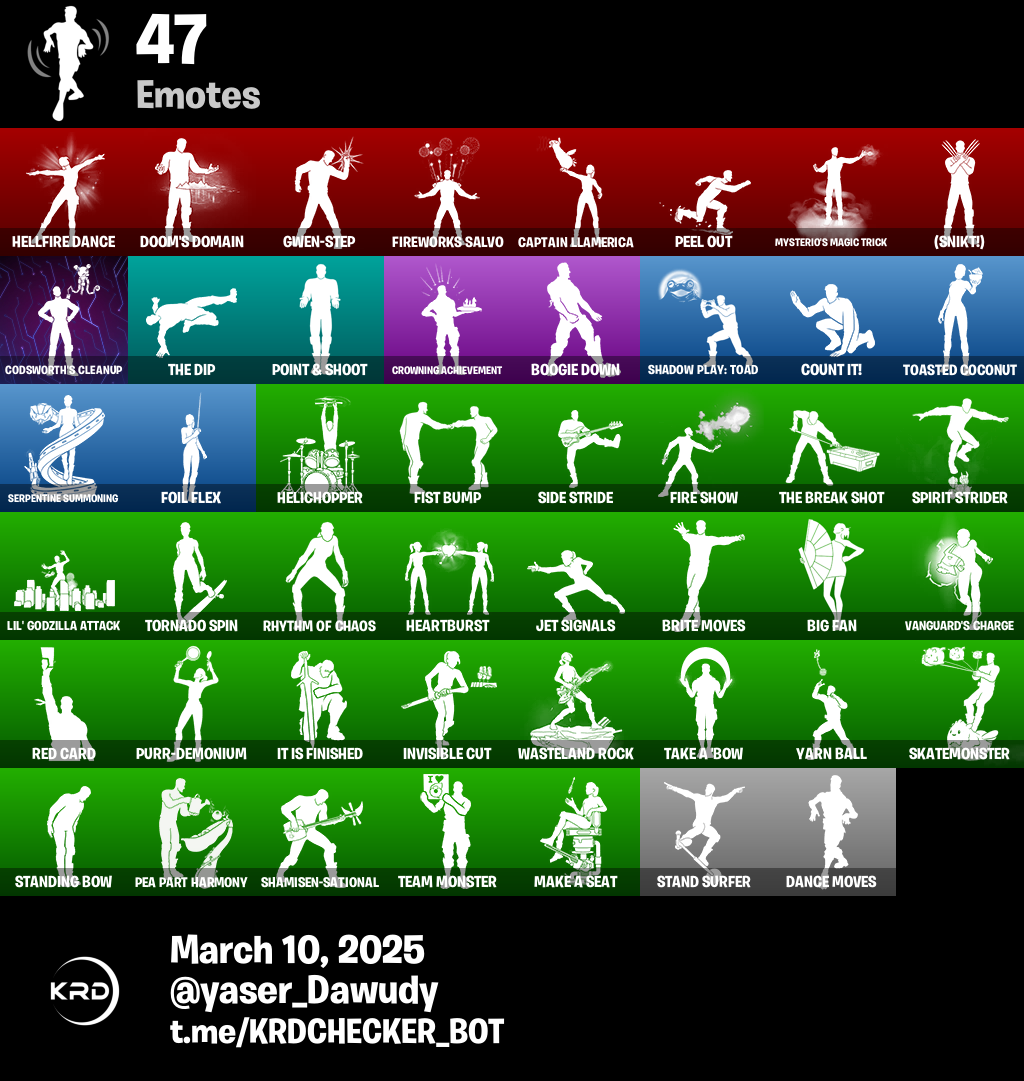 47
Emotes
HELLFIRE DANCE
DOOM'S DOMAIN
GWEN-STEP
FIREWORKS SALVO
CAPTAIN LLAMERICA
PEEL OUT
MYSTERIO'S MAGIC TRICK
(SNIKT!)
CODSWORTH'S CLEANUP
THE DIP
POINT & SHOOT
CROWNING ACHIEVEMENT
BOOGIE DOWN
SHADOW PLAY: TOAD
COUNT IT!
TOASTED COCONUT
SERPENTINE SUMMONING
FOIL FLEX
HELICHOPPER
FIST BUMP
SIDE STRIDE
FIRE SHOW
THE BREAK SHOT
SPIRIT STRIDER
LIL' GODZILLA ATTACK
TORNADO SPIN
RHYTHM OF CHAOS
HEARTBURST
JET SIGNALS
BRITE MOVES
BIG FAN
VANGUARD'S CHARGE
RED CARD
PURR-DEMONIUM
IT IS FINISHED
INVISIBLE CUT
WASTELAND ROCK
TAKE A 'BOW
YARN BALL
SKATEMONSTER
I
STANDING BOW
PEA PART HARMONY
SHAMISEN-SATIONAL
TEAM MONSTER
MAKE A SEAT
STAND SURFER
DANCE MOVES
KRD
March 10, 2025
@yaser_Dawudy
t.me/KRDCHECKER_BOT